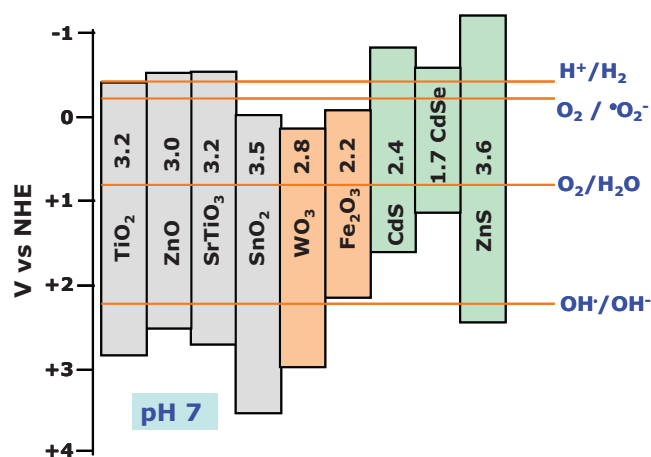 V vs NHE
-1
0
+1
+2
+3
+4
TiO₂ 3.2
ZnO 3.0
SrTiO₃ 3.2
SnO₂ 3.5
WO₃ 2.8
Fe₂O₃ 2.2
CdS 2.4
1.7 CdSe
ZnS 3.6
H⁺/H₂
O₂ / •O₂⁻
O₂/H₂O
OH·/OH⁻
pH 7